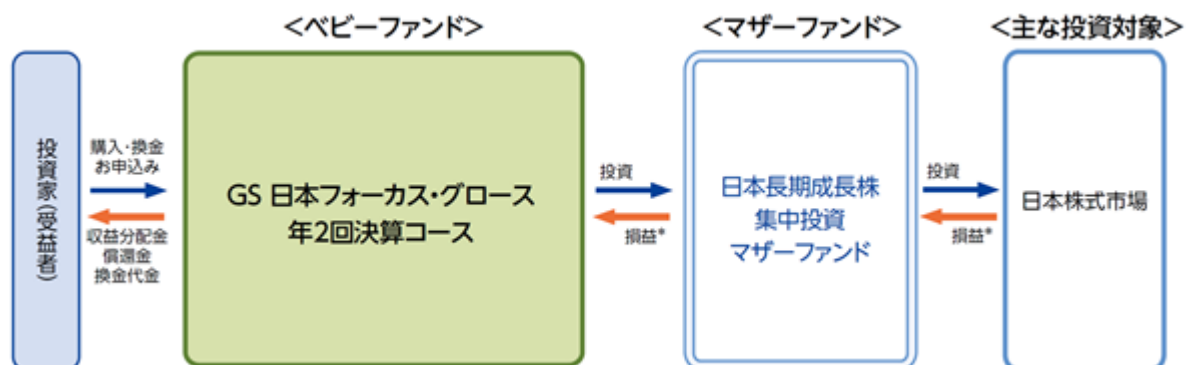 <ベビーファンド>
<マザーファンド>
<主な投資対象>
投資家(受益者)
購入・換金
お申込み
収益分配金
償還金
換金代金
GS 日本フォーカス・グロース
年2回決算コース
投資
損益*
日本長期成長株
集中投資
マザーファンド
投資
損益*
日本株式市場